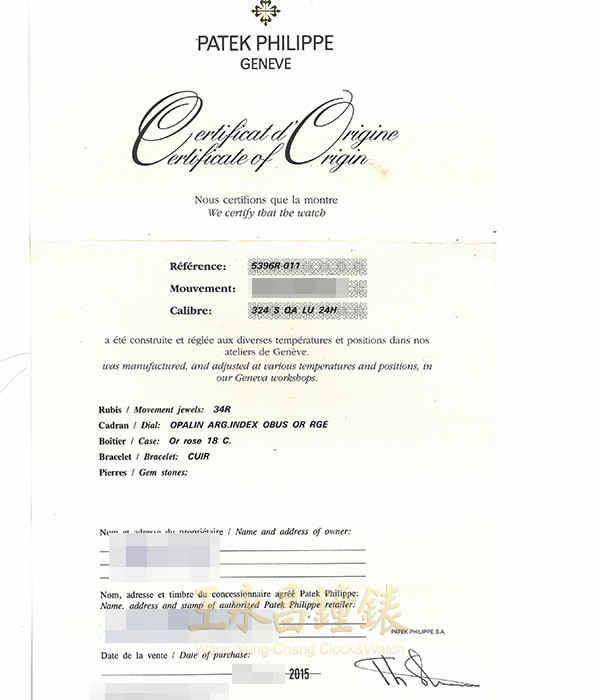 PATEK PHILIPPE
GENEVE
Certificat d'Origine
Certificate of Origin
Nous certifions que la montre
We certify that the watch
Référence: 5396R-011
Mouvement:
Calibre: 324 S QA LU 24H
a été construite et réglée aux diverses températures et positions dans nos
ateliers de Genève.
was manufactured, and adjusted at various temperatures and positions, in
our Geneva workshops.
Rubis / Movement jewels: 34R
Cadran / Dial: OPALIN ARG.INDEX OBUS OR RGE
Boîtier / Case: Or rose 18 C.
Bracelet / Bracelet: CUIR
Pierres / Gem stones:
Nom et adresse du propriétaire / Name and address of owner:
Nom, adresse et timbre du concessionnaire agréé Patek Philippe:
Name, address and stamp of authorized Patek Philippe retailer:
王永昌鐘錶
Wang Yung-Chang Clock&Watch
PATEK PHILIPPE S.A.
Date de la vente / Date of purchase:
2015